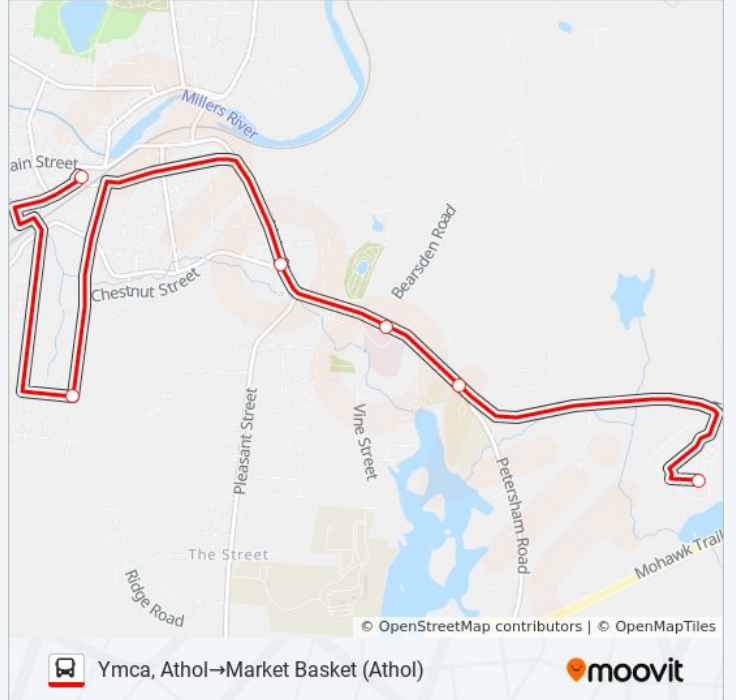 Millers River
ain Street
Bearsden Road
Chestnut Street
Pleasant Street
Vine Street
Petersham Road
Mohawk Trail
The Street
Ridge Road
© OpenStreetMap contributors | © OpenMapTiles
Ymca, Athol→Market Basket (Athol)
moovit